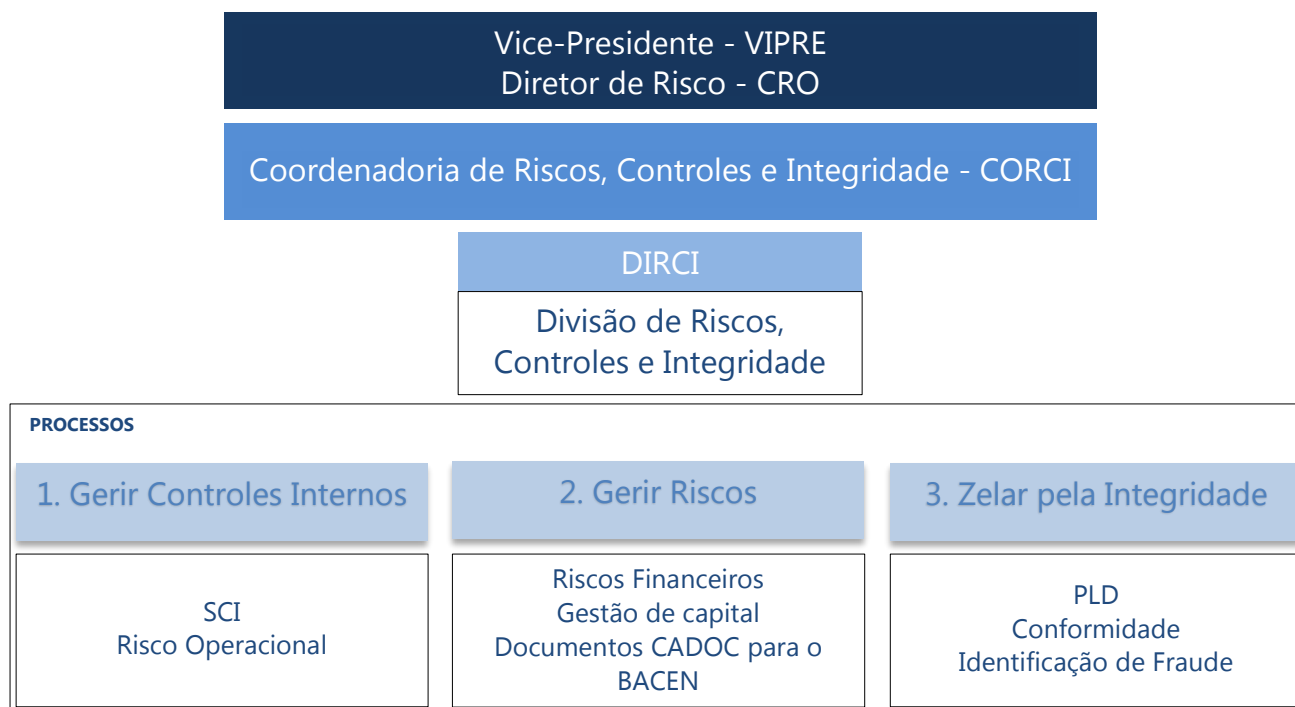 Vice-Presidente - VIPRE
Diretor de Risco - CRO
Coordenadoria de Riscos, Controles e Integridade - CORCI
DIRCI
Divisão de Riscos,
Controles e Integridade
PROCESSOS
1. Gerir Controles Internos
SCI
Risco Operacional
2. Gerir Riscos
Riscos Financeiros
Gestão de capital
Documentos CADOC para o
BACEN
3. Zelar pela Integridade
PLD
Conformidade
Identificação de Fraude